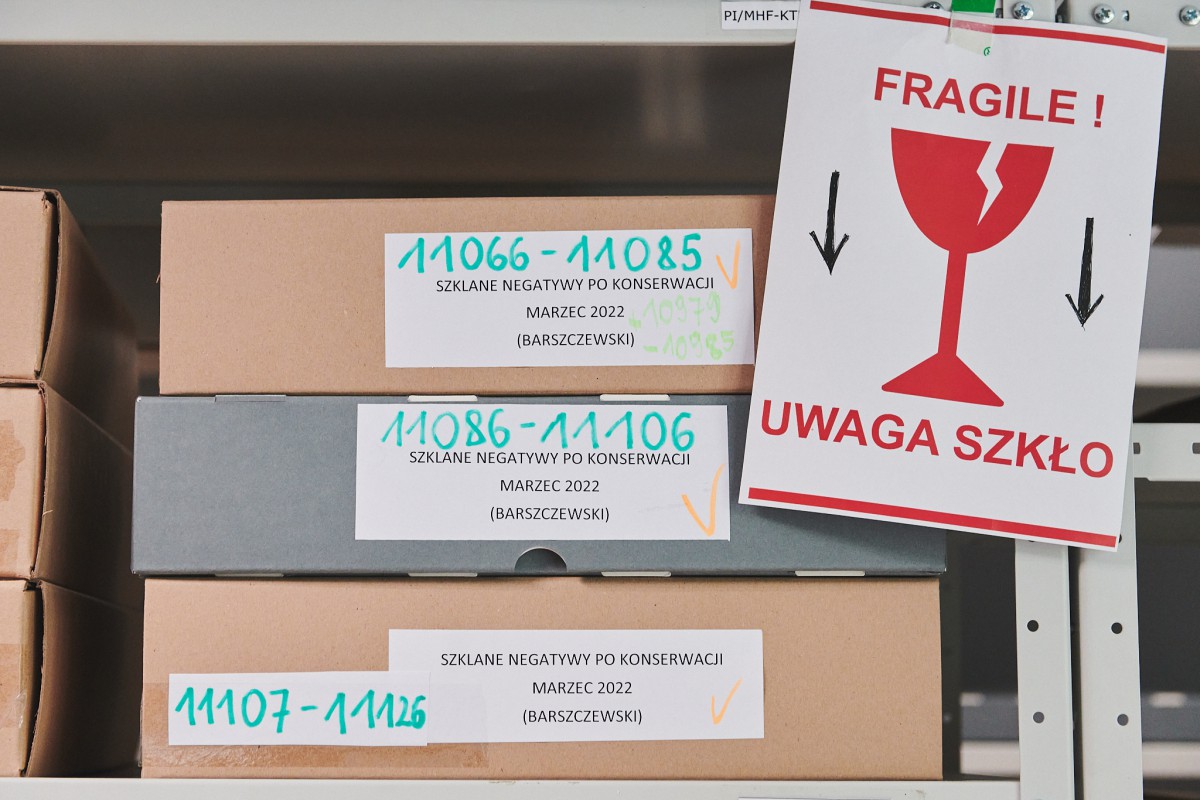 PI/MHF-KT
FRAGILE !
UWAGA SZKŁO
11066-11085
SZKLANE NEGATYWY PO KONSERWACJI
MARZEC 2022
(BARSZCZEWSKI)
10979
-10985
11086-11106
SZKLANE NEGATYWY PO KONSERWACJI
MARZEC 2022
(BARSZCZEWSKI)
SZKLANE NEGATYWY PO KONSERWACJI
MARZEC 2022
(BARSZCZEWSKI)
11107-11126